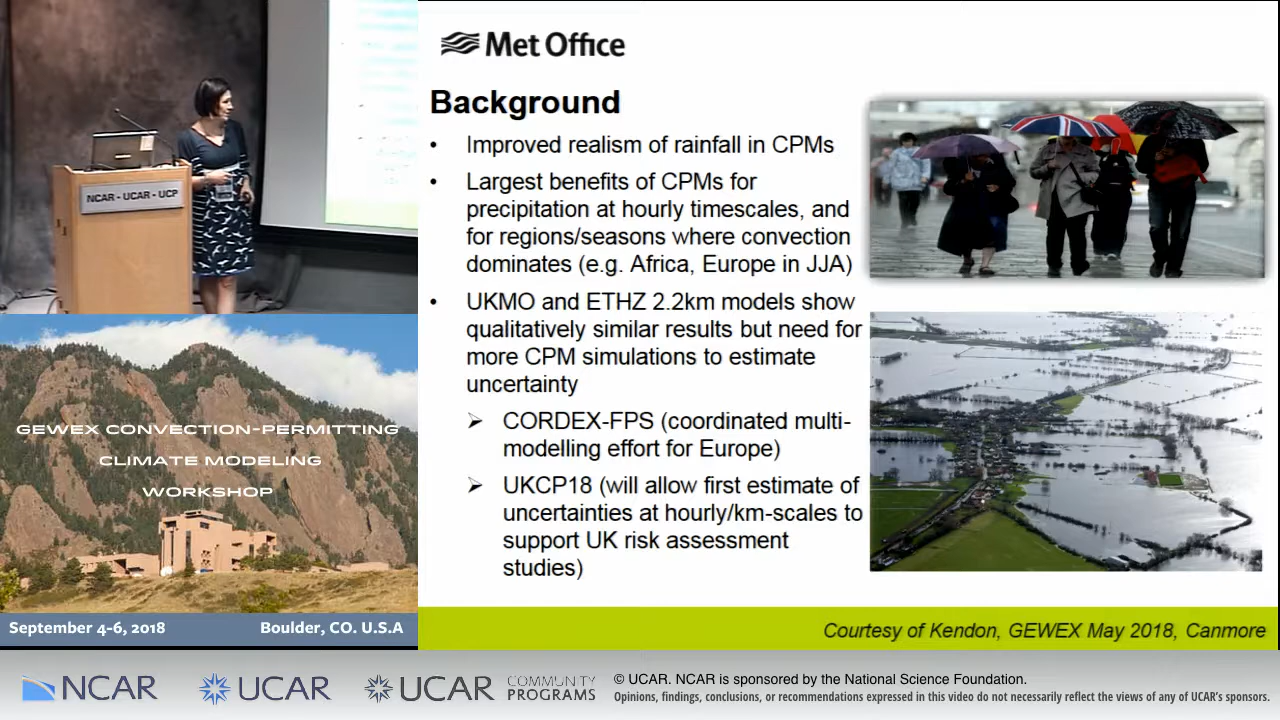 NCAR - UCAR - UCP
GEWEX CONVECTION-PERMITTING
CLIMATE MODELING
WORKSHOP
September 4-6, 2018
Boulder, CO. U.S.A
Met Office
Background
• Improved realism of rainfall in CPMs
• Largest benefits of CPMs for
precipitation at hourly timescales, and
for regions/seasons where convection
dominates (e.g. Africa, Europe in JJA)
• UKMO and ETHZ 2.2km models show
qualitatively similar results but need for
more CPM simulations to estimate
uncertainty
➢ CORDEX-FPS (coordinated multi-
modelling effort for Europe)
➢ UKCP18 (will allow first estimate of
uncertainties at hourly/km-scales to
support UK risk assessment
studies)
Courtesy of Kendon, GEWEX May 2018, Canmore
NCAR
UCAR
UCAR
COMMUNITY
PROGRAMS
© UCAR. NCAR is sponsored by the National Science Foundation.
Opinions, findings, conclusions, or recommendations expressed in this video do not necessarily reflect the views of any of UCAR's sponsors.